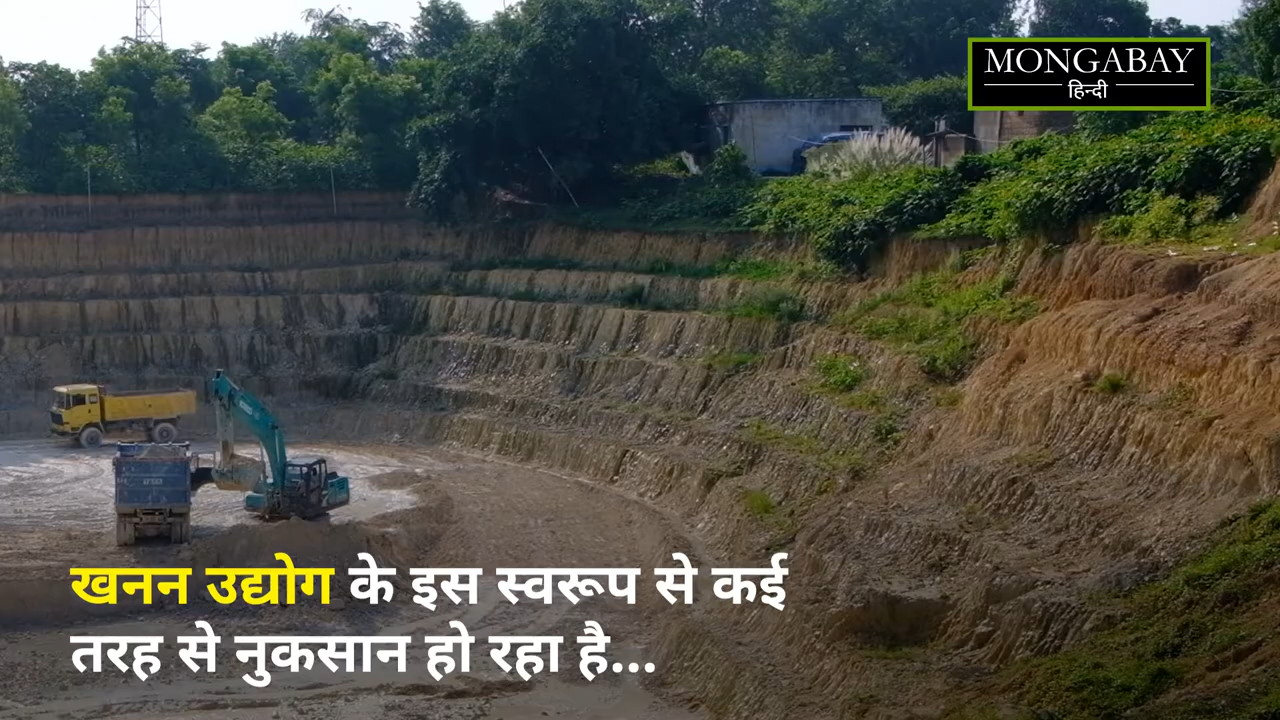 MONGABAY
हिन्दी
खनन उद्योग के इस स्वरूप से कई
तरह से नुकसान हो रहा है...